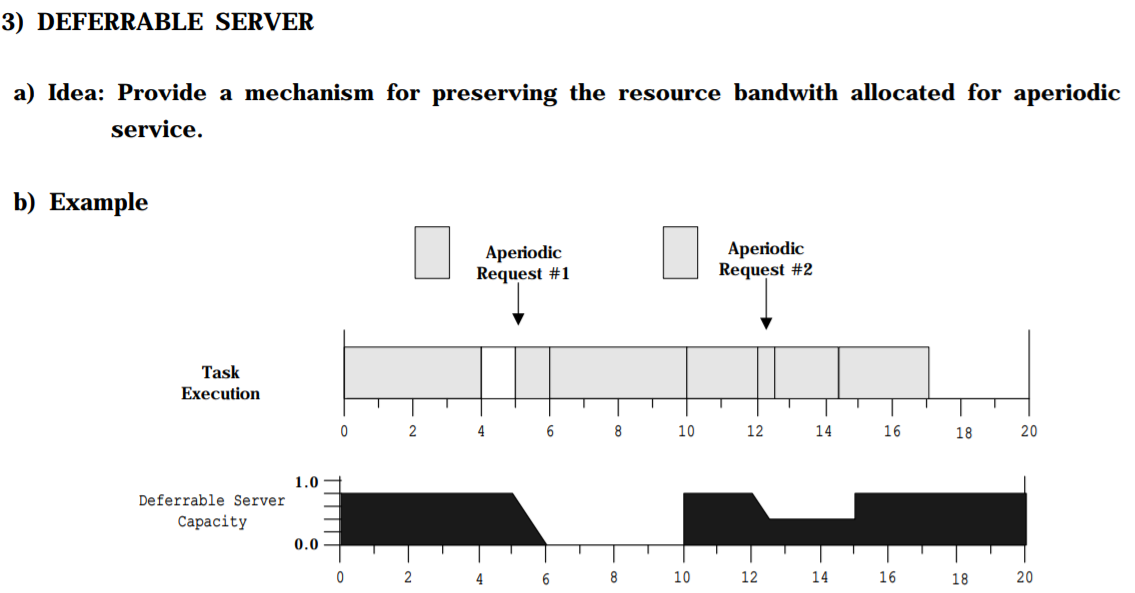 3) DEFERRABLE SERVER
a) Idea: Provide a mechanism for preserving the resource bandwith allocated for aperiodic
service.
b) Example
Aperiodic
Request #1
Aperiodic
Request #2
Task
Execution
0 2 4 6 8 10 12 14 16 18 20
1.0
Deferrable Server
Capacity
0.0
0 2 4 6 8 10 12 14 16 18 20